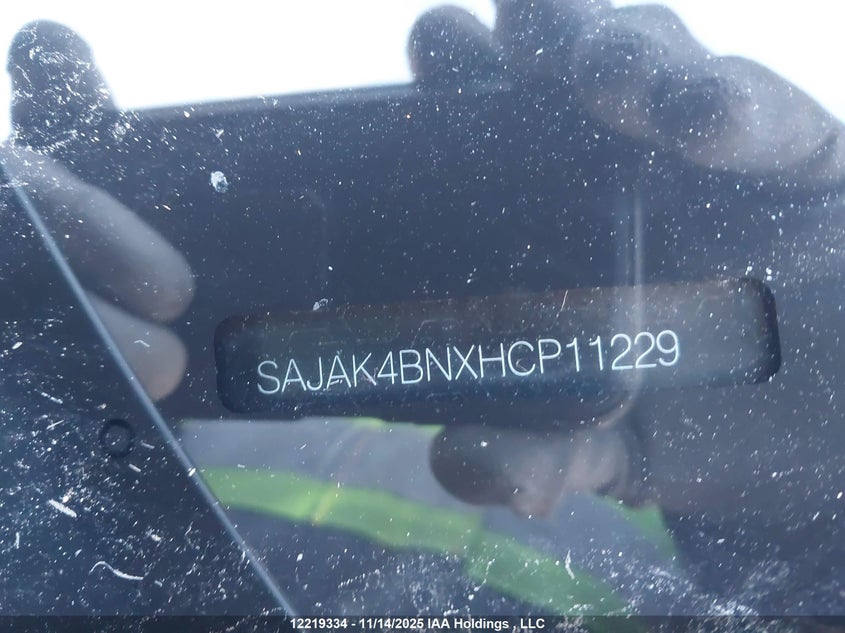 SAJAK4BNXHCP11229
12219334 - 11/14/2025 IAA Holdings , LLC